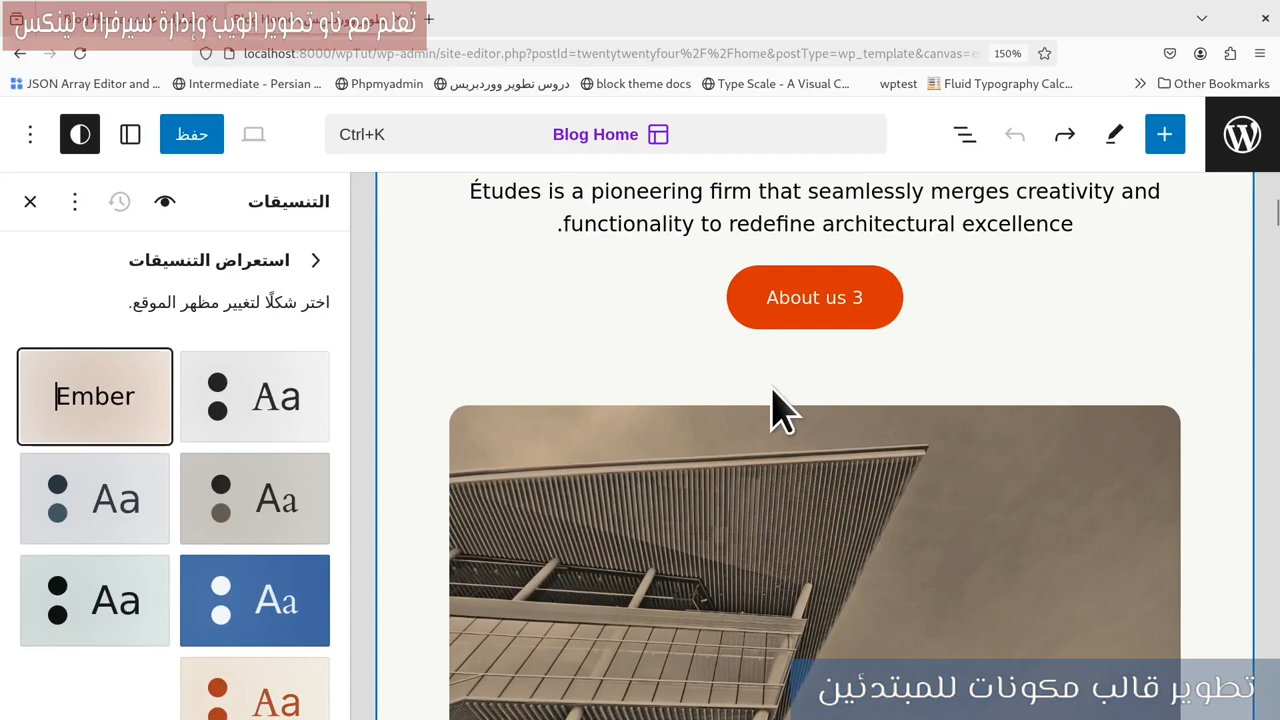 تعلم مع ناو تطوير الويب وإدارة سيرفرات لينكس
localhost:8000/wpTut/wp-admin/site-editor.php?postId=twentytwentyfour%2F%2Fhome&postType=wp_template&canvas=e
150%
JSON Array Editor and ...
Intermediate - Persian ...
Phpmyadmin
دروس تطوير ووردبريس
block theme docs
Type Scale - A Visual C...
wptest
Fluid Typography Calc...
Other Bookmarks
حفظ
Ctrl+K
Blog Home
التنسيقات
استعراض التنسيقات
اختر شكلًا لتغيير مظهر الموقع.
Ember
Aa
Aa
Aa
Aa
Aa
Aa
Études is a pioneering firm that seamlessly merges creativity and
.functionality to redefine architectural excellence
About us 3
تطوير قالب مكونات للمبتدئين